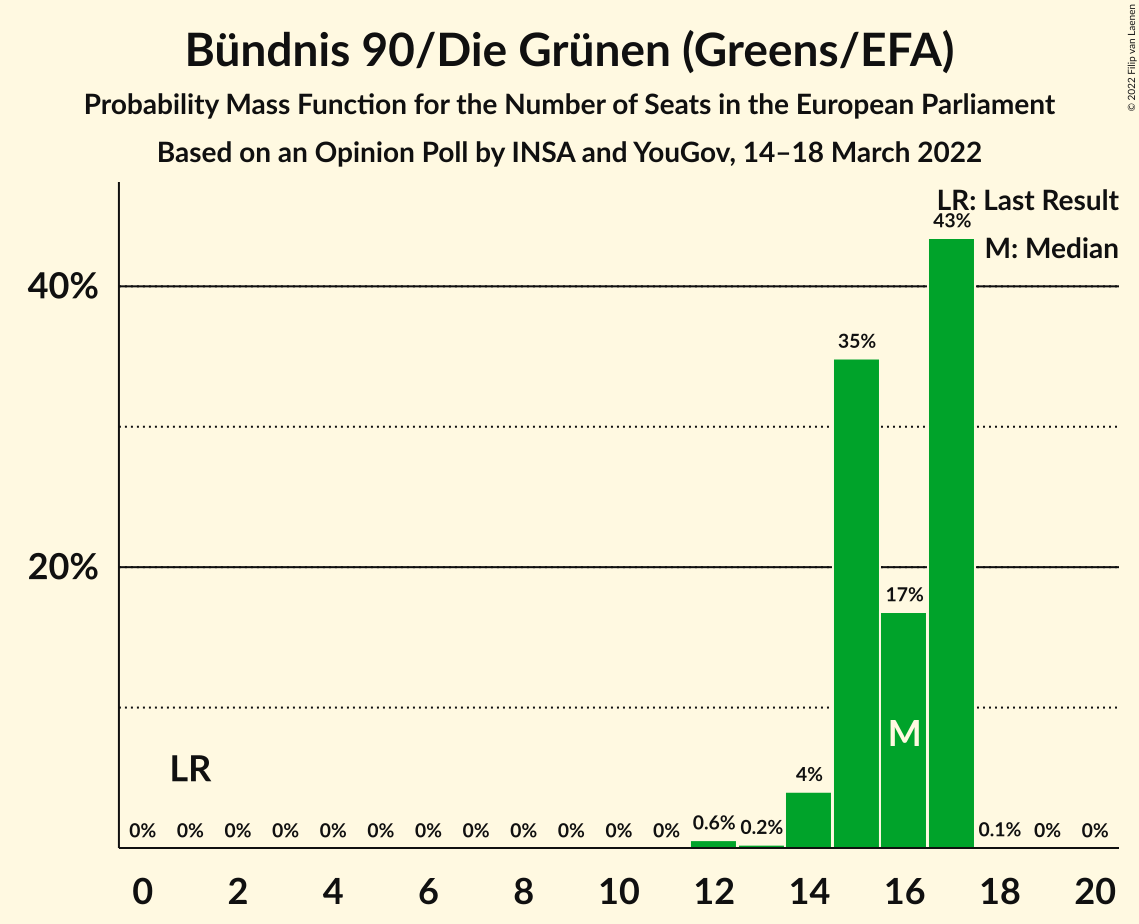 Bündnis 90/Die Grünen (Greens/EFA)
Probability Mass Function for the Number of Seats in the European Parliament
Based on an Opinion Poll by INSA and YouGov, 14–18 March 2022
© 2022 Filip van Laenen
LR: Last Result
43%
M: Median
40%
35%
20%
17%
M
LR
4%
0% 0% 0% 0% 0% 0% 0% 0% 0% 0% 0% 0% 0.6% 0.2% 0.1% 0% 0%
0 2 4 6 8 10 12 14 16 18 20